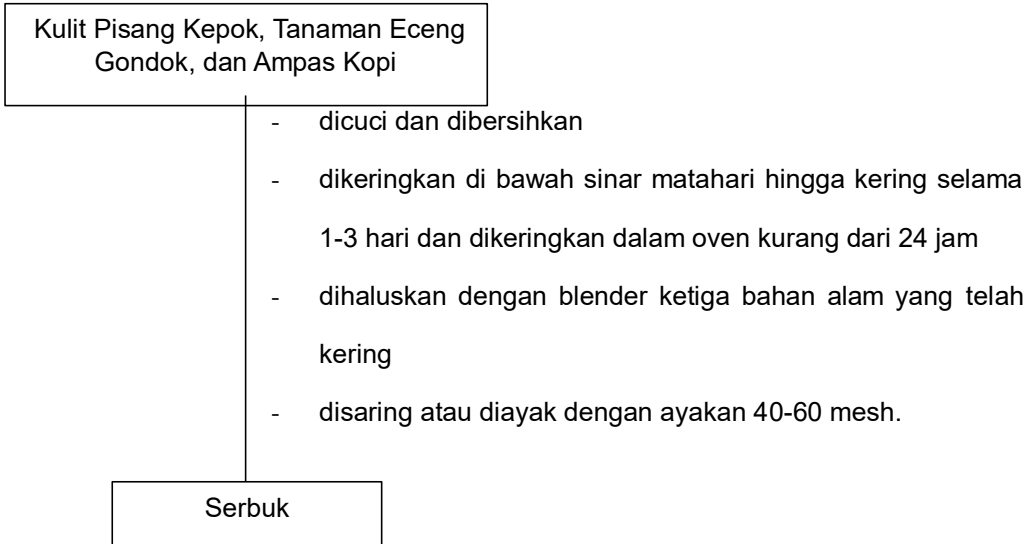 Kulit Pisang Kepok, Tanaman Eceng
Gondok, dan Ampas Kopi
- dicuci dan dibersihkan
- dikeringkan di bawah sinar matahari hingga kering selama
1-3 hari dan dikeringkan dalam oven kurang dari 24 jam
- dihaluskan dengan blender ketiga bahan alam yang telah
kering
- disaring atau diayak dengan ayakan 40-60 mesh.
Serbuk